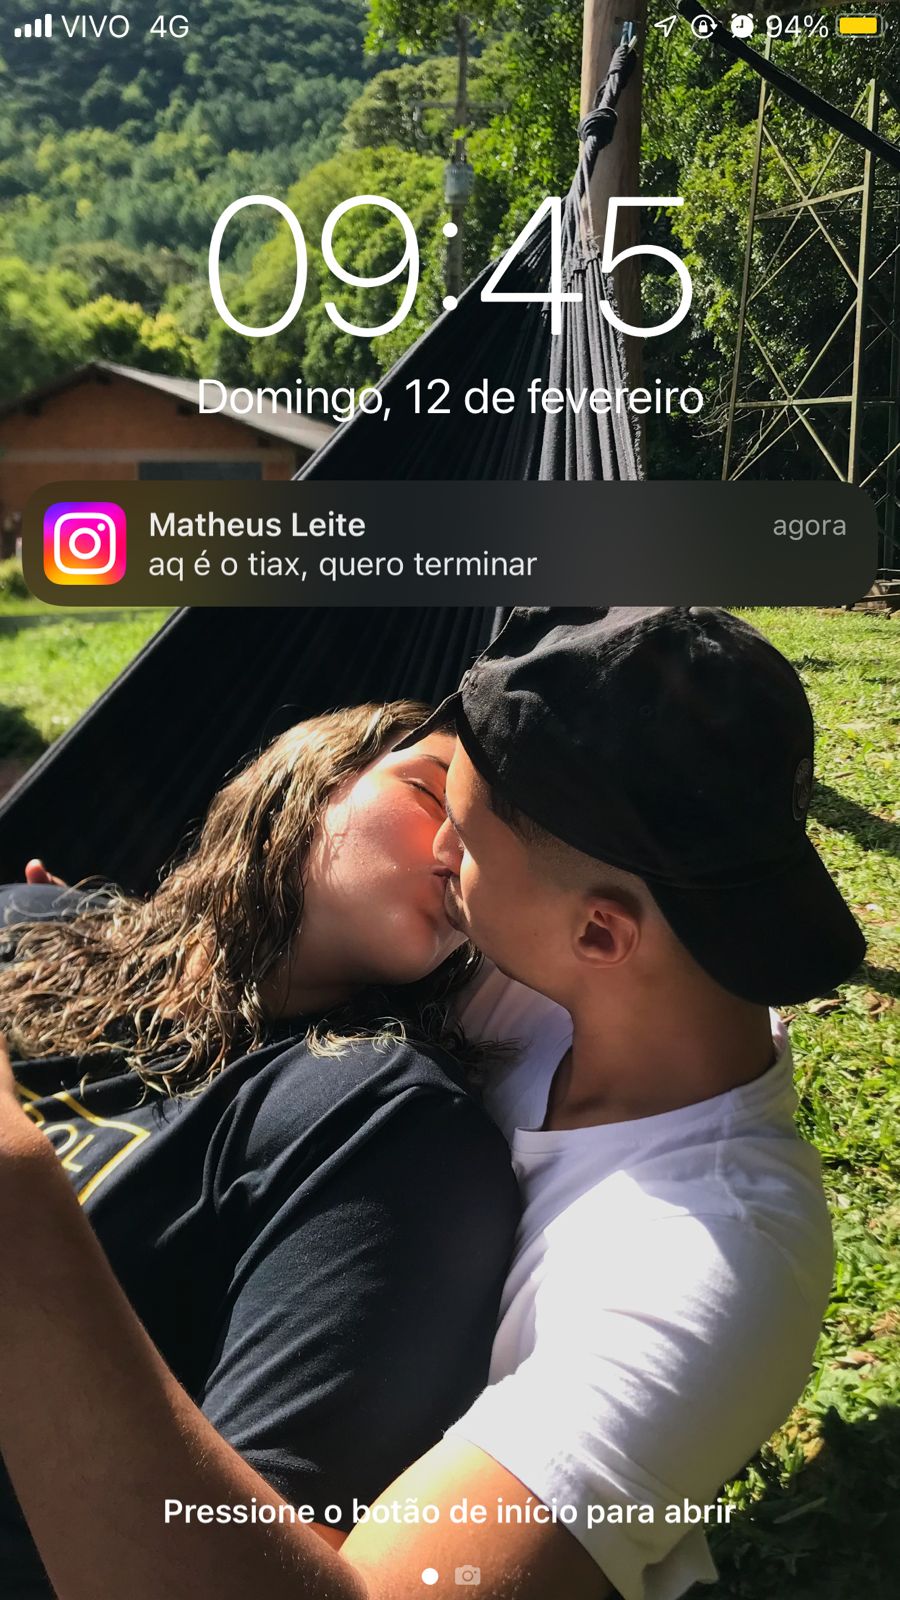 VIVO 4G 94%
09:45
Domingo, 12 de fevereiro
Matheus Leite agora
aq é o tiax, quero terminar
OL
Pressione o botão de início para abrir